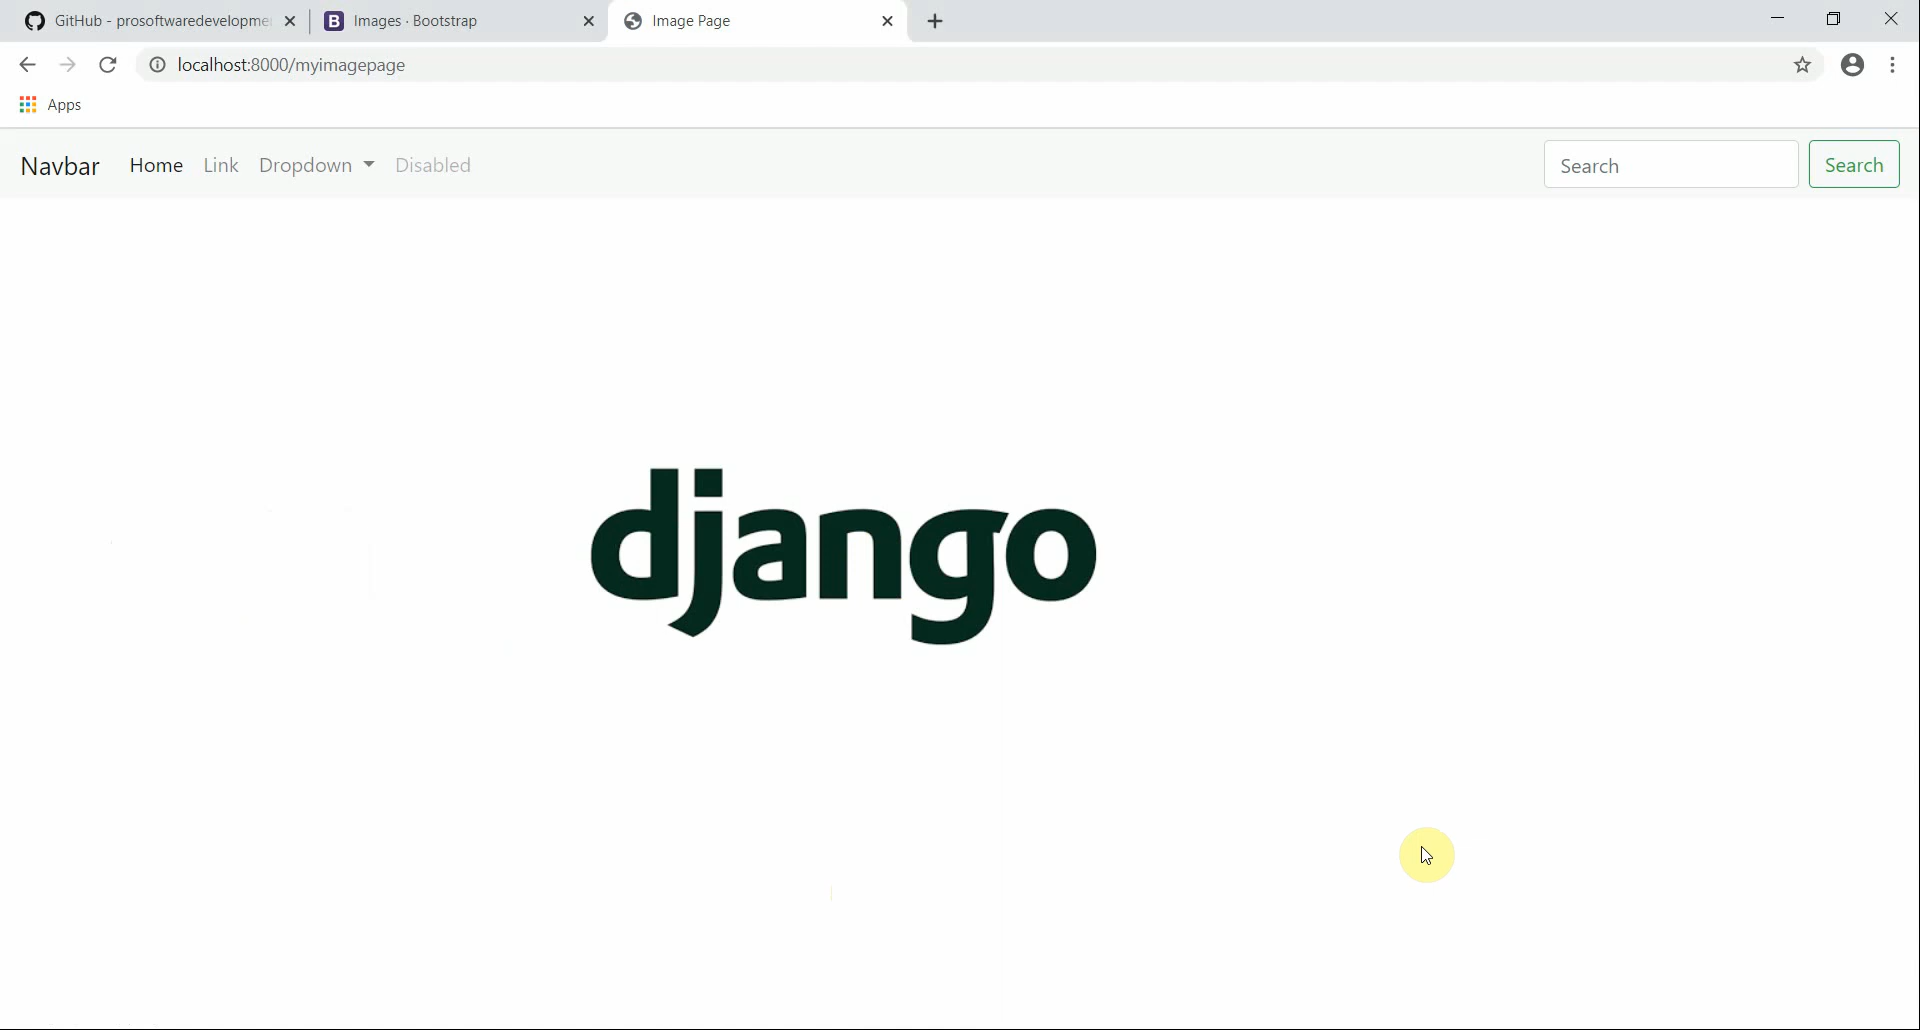 GitHub - prosoftwaredevelopme
Images · Bootstrap
Image Page
localhost:8000/myimagepage
Apps
Navbar Home Link Dropdown Disabled Search Search
django